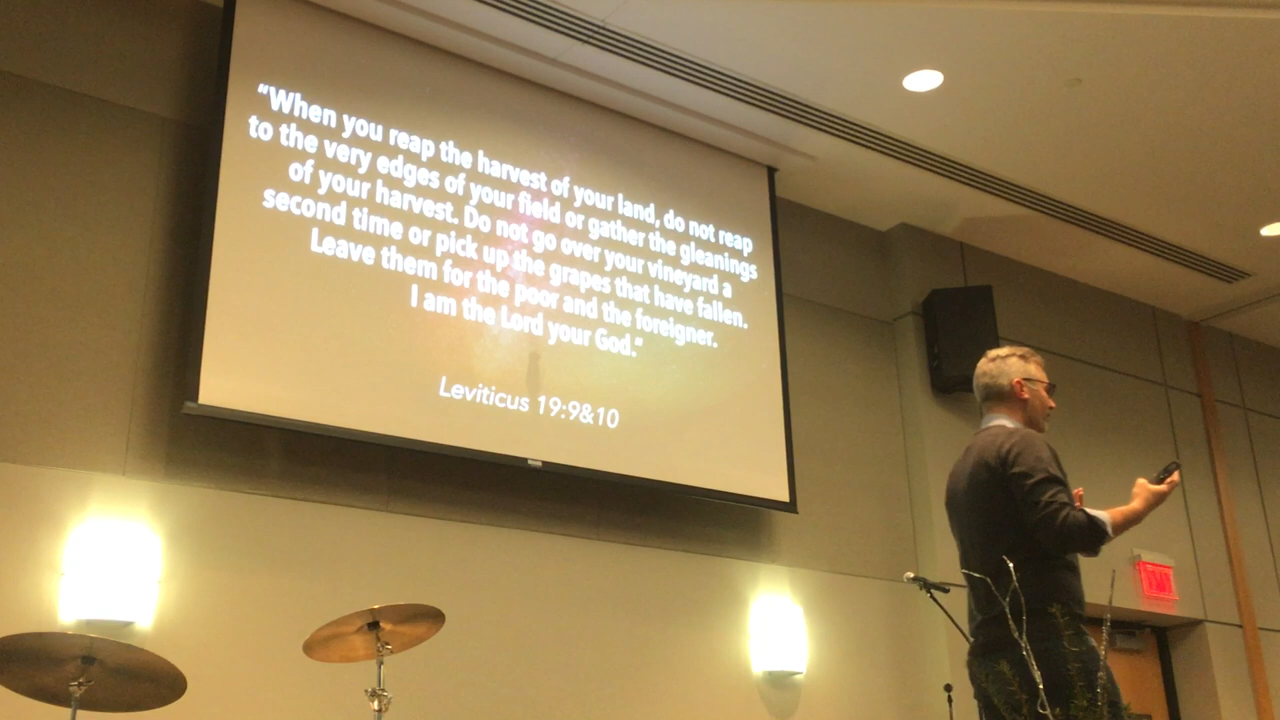 "When you reap the harvest of your land, do not reap
to the very edges of your field or gather the gleanings
of your harvest. Do not go over your vineyard a
second time or pick up the grapes that have fallen.
Leave them for the poor and the foreigner.
I am the Lord your God."
Leviticus 19:9&10
EXIT